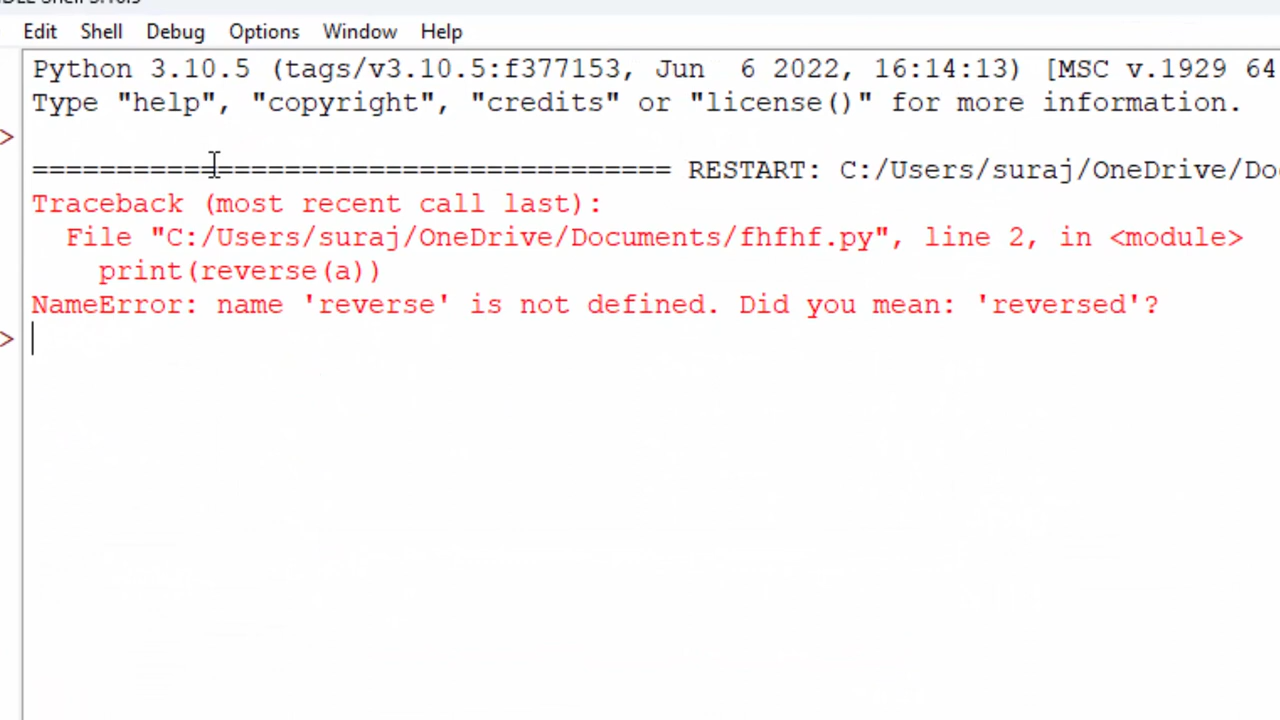 Edit Shell Debug Options Window Help
Python 3.10.5 (tags/v3.10.5:f377153, Jun  6 2022, 16:14:13) [MSC v.1929 64
Type "help", "copyright", "credits" or "license()" for more information.
>
====================================== RESTART: C:/Users/suraj/OneDrive/Do
Traceback (most recent call last):
  File "C:/Users/suraj/OneDrive/Documents/fhfhf.py", line 2, in <module>
    print(reverse(a))
NameError: name 'reverse' is not defined. Did you mean: 'reversed'?
>